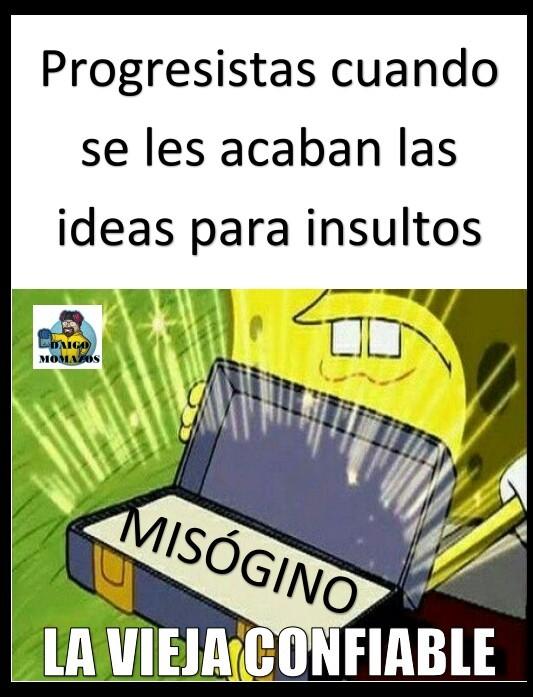 Progresistas cuando
se les acaban las
ideas para insultos
DAIGO
MOMAZOS
MISÓGINO
LA VIEJA CONFIABLE